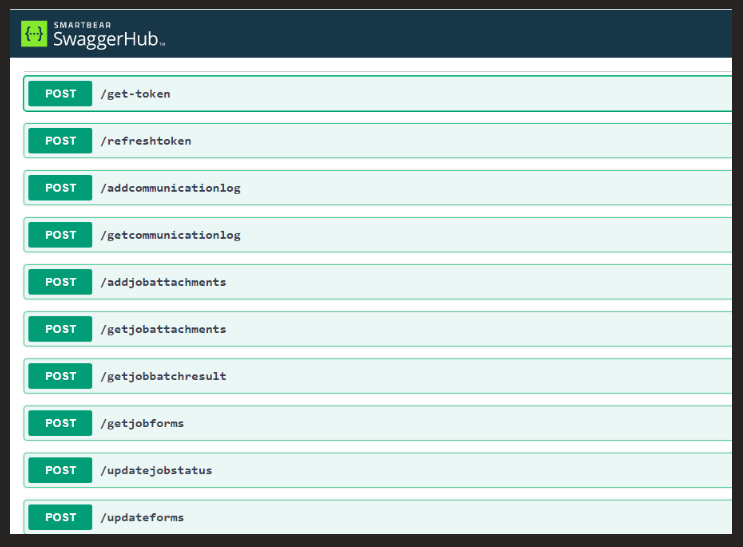 {··}
SMARTBEAR
SwaggerHub™
POST /get-token
POST /refreshtoken
POST /addcommunicationlog
POST /getcommunicationlog
POST /addjobattachments
POST /getjobattachments
POST /getjobbatchresult
POST /getjobforms
POST /updatejobstatus
POST /updateforms